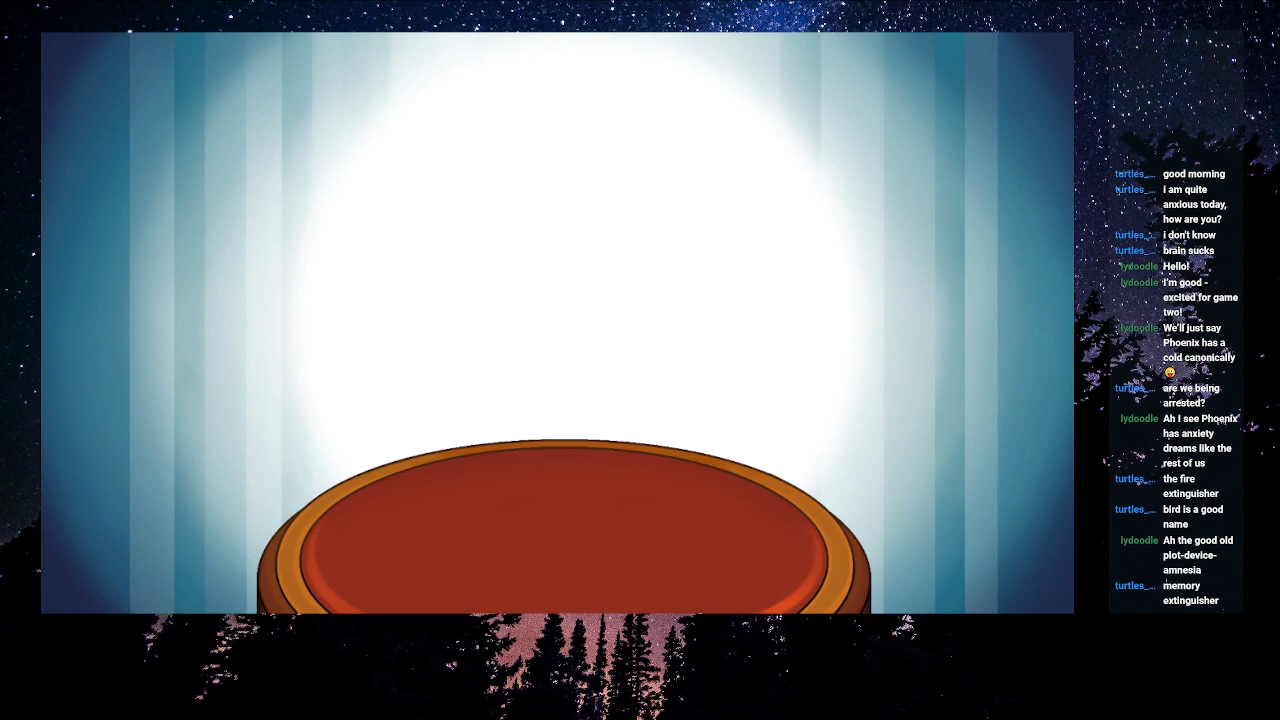 turtles_... good morning
turtles_... i am quite
anxious today,
how are you?
turtles_... i don't know
turtles_... brain sucks
lydoodle Hello!
lydoodle I'm good -
excited for game
two!
lydoodle We'll just say
Phoenix has a
cold canonically
😛
turtles_... are we being
arrested?
lydoodle Ah I see Phoenix
has anxiety
dreams like the
rest of us
turtles_... the fire
extinguisher
turtles_... bird is a good
name
lydoodle Ah the good old
plot-device-
amnesia
turtles_... memory
extinguisher